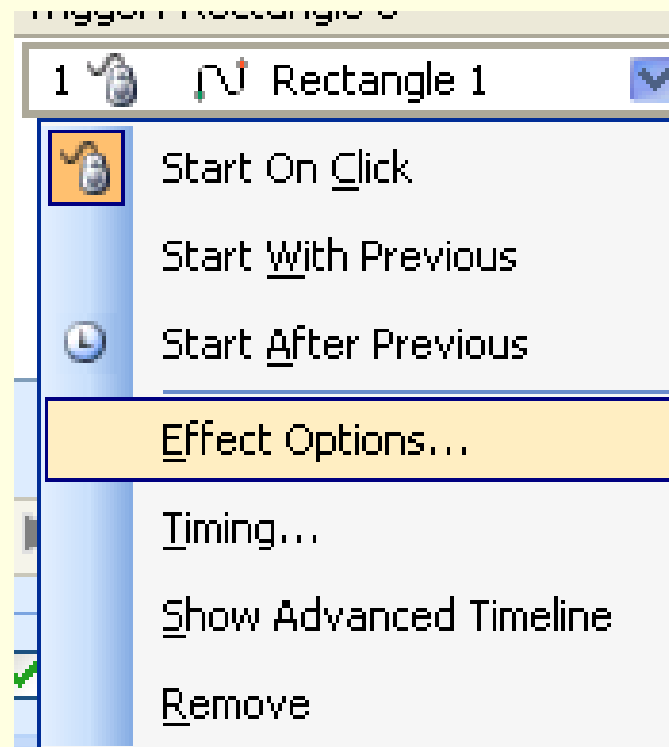 1 Rectangle 1
Start On Click
Start With Previous
Start After Previous
Effect Options...
Timing...
Show Advanced Timeline
Remove